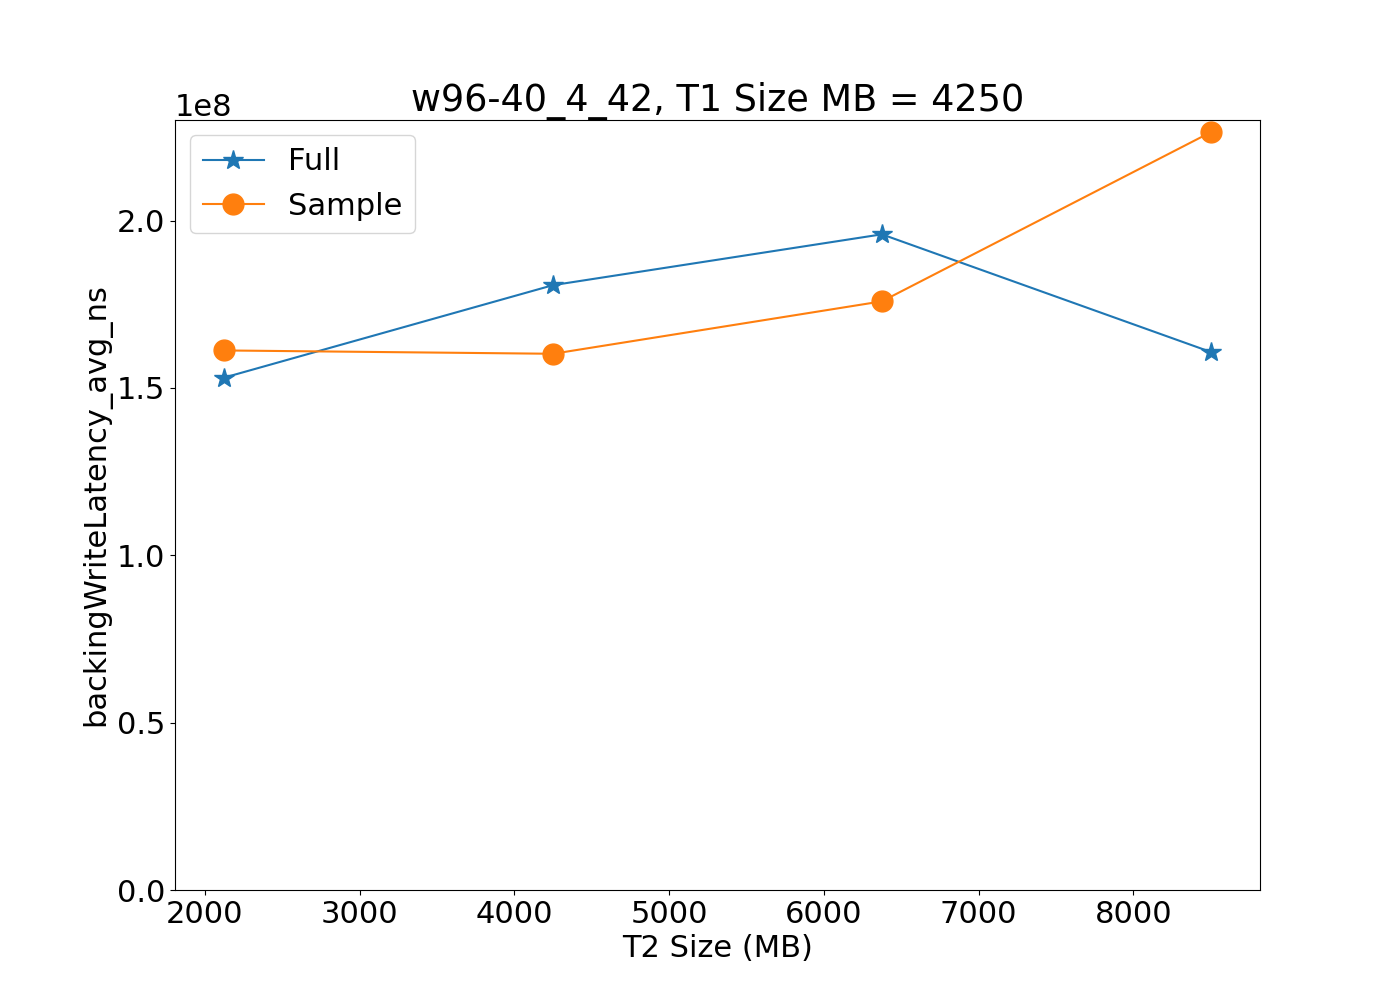 w96-40_4_42, T1 Size MB = 4250
1e8
Full
Sample
2.0
1.5
1.0
0.5
0.0
backingWriteLatency_avg_ns
2000 3000 4000 5000 6000 7000 8000
T2 Size (MB)